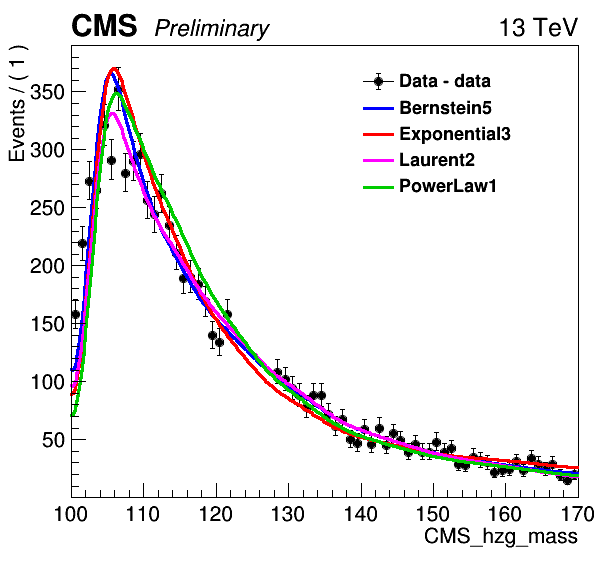 CMS Preliminary 13 TeV
Events / ( 1 )
350
300
250
200
150
100
50
Data - data
Bernstein5
Exponential3
Laurent2
PowerLaw1
100 110 120 130 140 150 160 170
CMS_hzg_mass